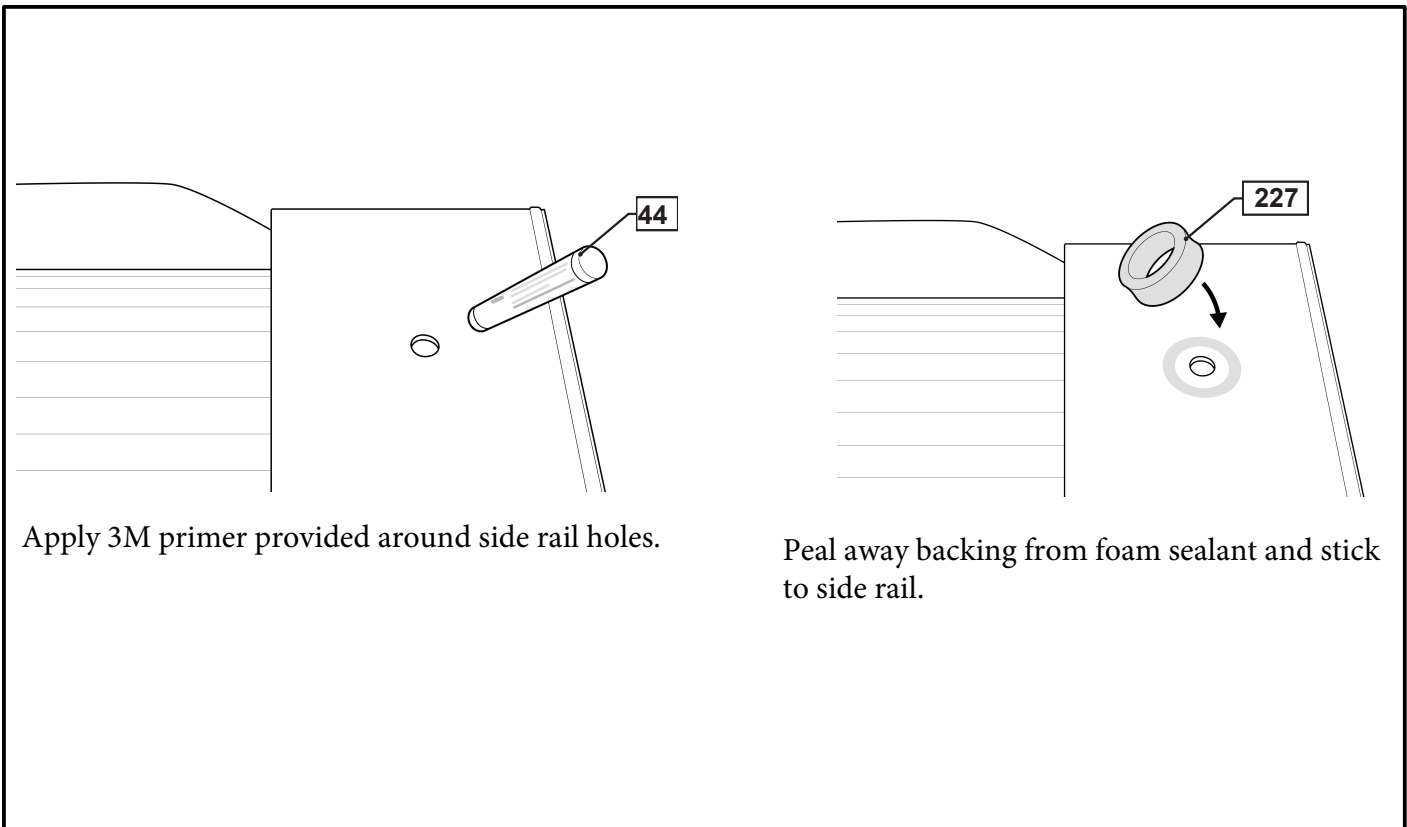 44
227
Apply 3M primer provided around side rail holes.
Peal away backing from foam sealant and stick
to side rail.